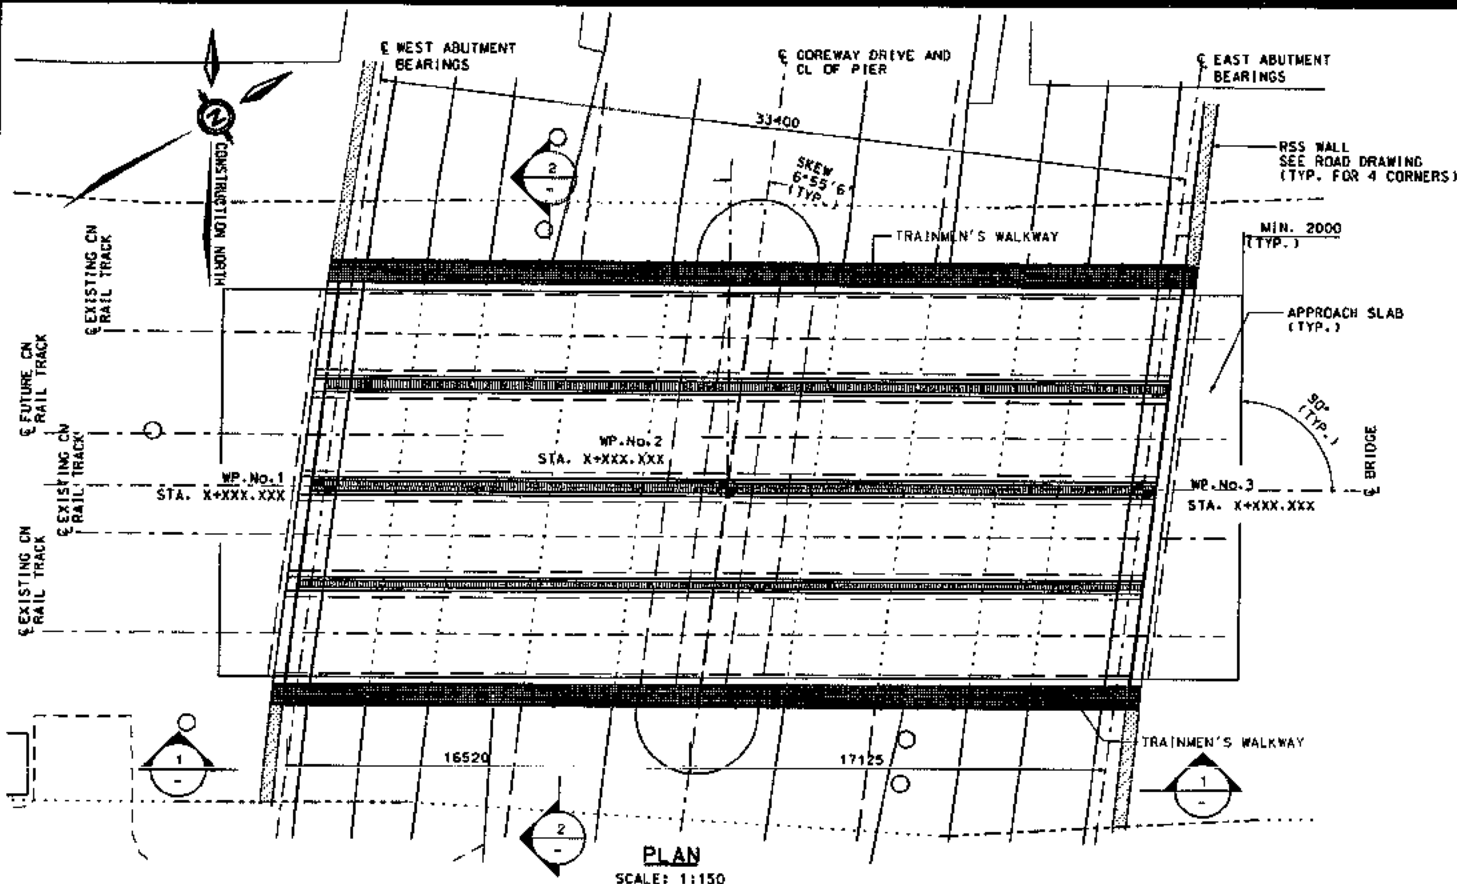 ℄ WEST ABUTMENT
BEARINGS
℄ GOREWAY DRIVE AND
CL OF PIER
℄ EAST ABUTMENT
BEARINGS
33400
N
CONSTRUCTION NORTH
2
-
SKEW
6°55'6"
(TYP.)
RSS WALL
SEE ROAD DRAWING
(TYP. FOR 4 CORNERS)
TRAINMEN'S WALKWAY
MIN. 2000
(TYP.)
℄ EXISTING CN
RAIL TRACK
APPROACH SLAB
(TYP.)
℄ FUTURE CN
RAIL TRACK
90°
(TYP.)
℄ EXISTING CN
RAIL TRACK
WP.No.2
STA. X+XXX.XXX
WP.No.1
STA. X+XXX.XXX
WP.No.3
STA. X+XXX.XXX
℄ BRIDGE
℄ EXISTING CN
RAIL TRACK
TRAINMEN'S WALKWAY
16520
17125
1
-
1
-
2
-
PLAN
SCALE: 1:150